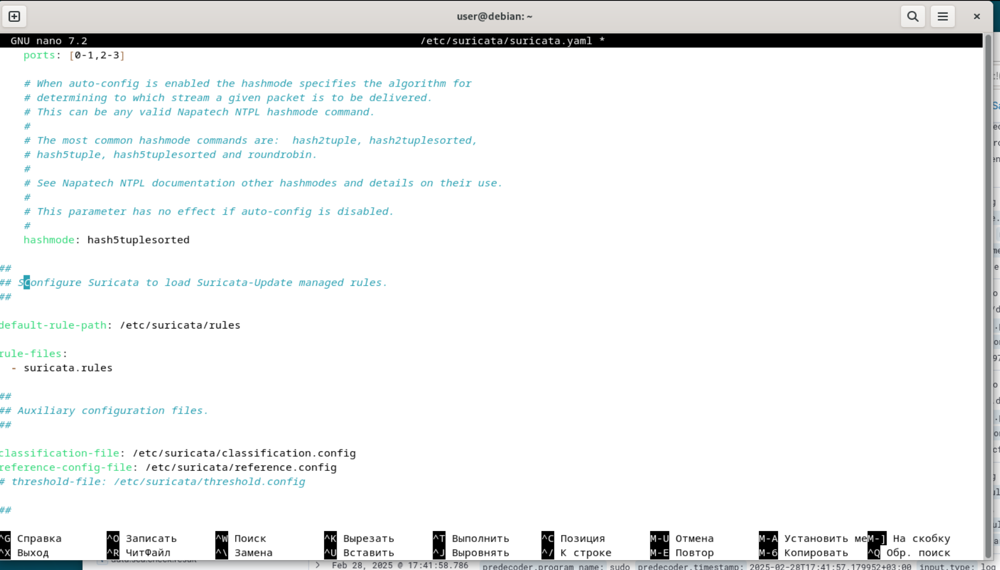 user@debian: ~
GNU nano 7.2 /etc/suricata/suricata.yaml *
ports: [0-1,2-3]
# When auto-config is enabled the hashmode specifies the algorithm for
# determining to which stream a given packet is to be delivered.
# This can be any valid Napatech NTPL hashmode command.
#
# The most common hashmode commands are:  hash2tuple, hash2tuplesorted,
# hash5tuple, hash5tuplesorted and roundrobin.
#
# See Napatech NTPL documentation other hashmodes and details on their use.
#
# This parameter has no effect if auto-config is disabled.
#
hashmode: hash5tuplesorted
##
## SConfigure Suricata to load Suricata-Update managed rules.
##
default-rule-path: /etc/suricata/rules
rule-files:
- suricata.rules
##
## Auxiliary configuration files.
##
classification-file: /etc/suricata/classification.config
reference-config-file: /etc/suricata/reference.config
# threshold-file: /etc/suricata/threshold.config
##
^G Справка ^O Записать ^W Поиск ^K Вырезать ^T Выполнить ^C Позиция M-U Отмена M-A Установить ме M-] На скобку
^X Выход ^R ЧитФайл ^\ Замена ^U Вставить ^J Выровнять ^/ К строке M-E Повтор M-6 Копировать ^Q Обр. поиск
data.sca.check.result
> Feb 28, 2025 @ 17:41:58.786 predecoder.program_name: sudo predecoder.timestamp: 2025-02-28T17:41:57.179952+03:00 input.type: log